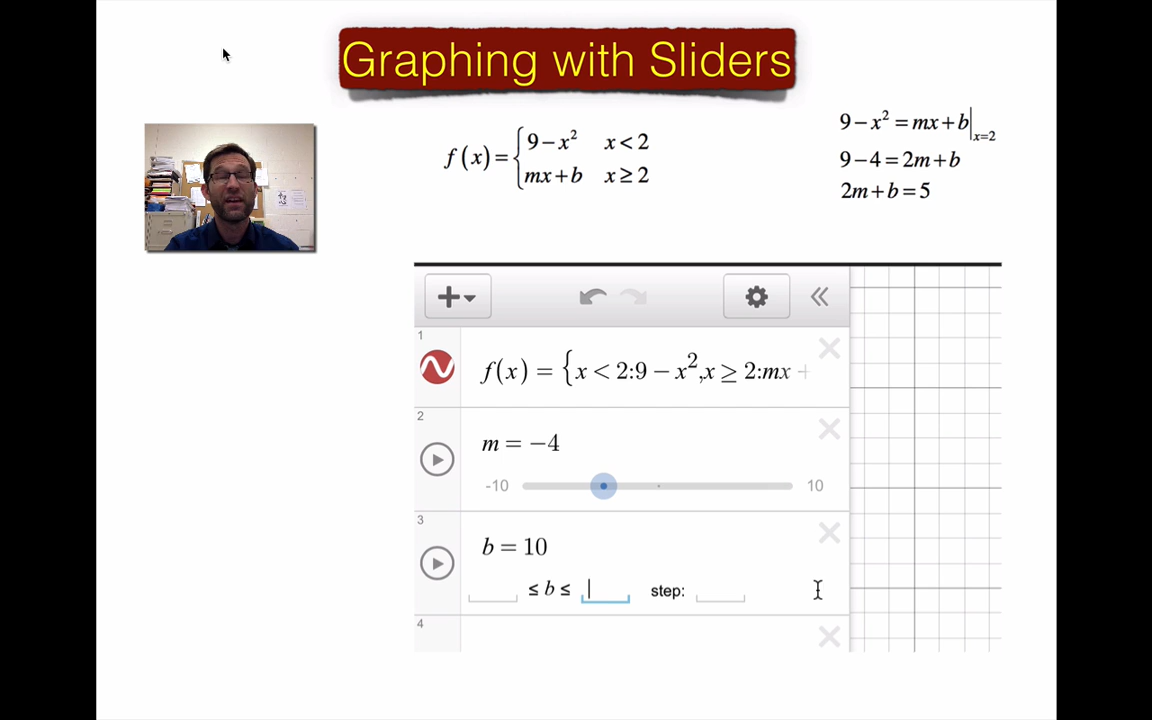 Graphing with Sliders
f(x) = { 9 − x² x < 2
mx + b x ≥ 2
9 − x² = mx + b|x=2
9 − 4 = 2m + b
2m + b = 5
1
f(x) = {x < 2:9 − x²,x ≥ 2:mx +
2
m = −4
-10 10
3
b = 10
≤ b ≤ step:
4